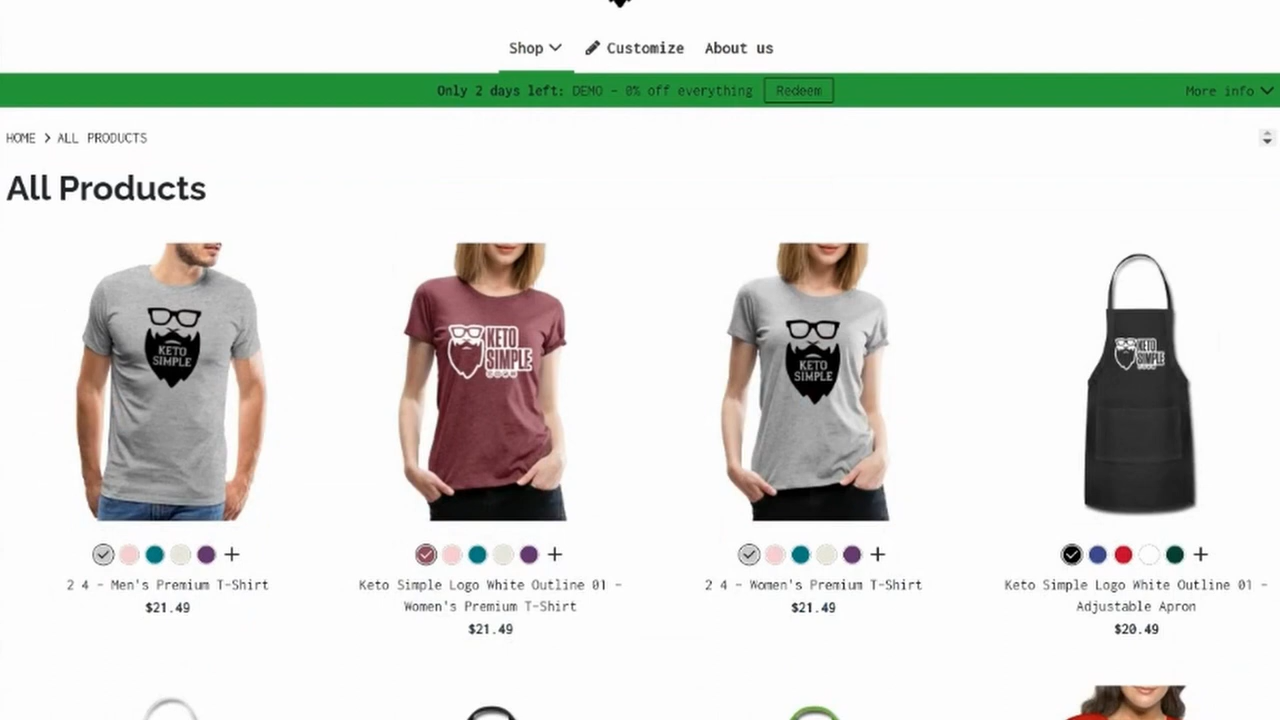 Shop Customize About us
Only 2 days left: DEMO - 0% off everything Redeem More info
HOME > ALL PRODUCTS
All Products
KETO
SIMPLE
KETO
SIMPLE
KETO
SIMPLE
KETO
SIMPLE
2 4 - Men's Premium T-Shirt
$21.49
Keto Simple Logo White Outline 01 -
Women's Premium T-Shirt
$21.49
2 4 - Women's Premium T-Shirt
$21.49
Keto Simple Logo White Outline 01 -
Adjustable Apron
$20.49